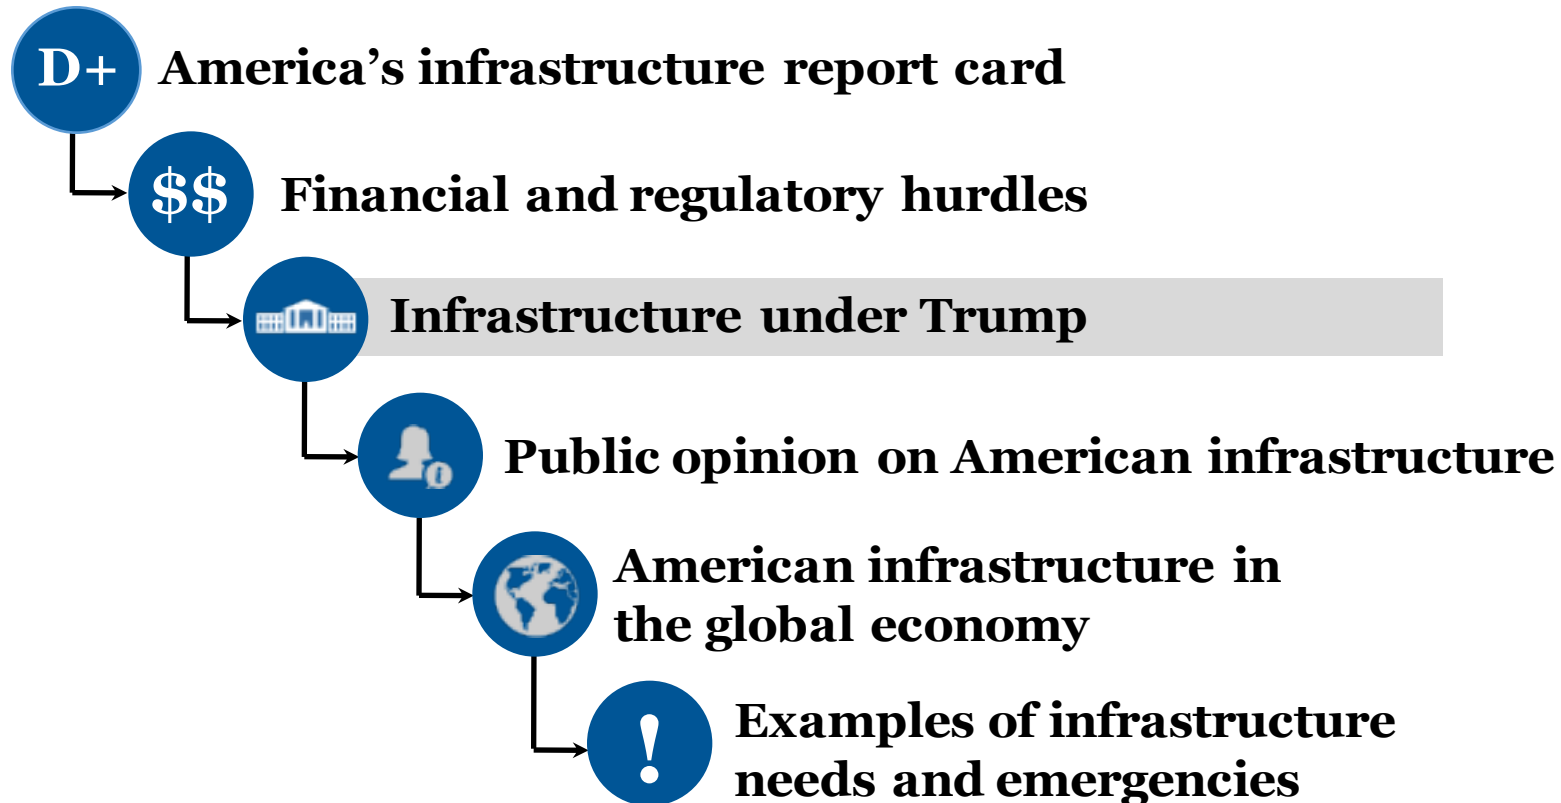 D+
America’s infrastructure report card
$$
Financial and regulatory hurdles
Infrastructure under Trump
Public opinion on American infrastructure
American infrastructure in
the global economy
!
Examples of infrastructure
needs and emergencies